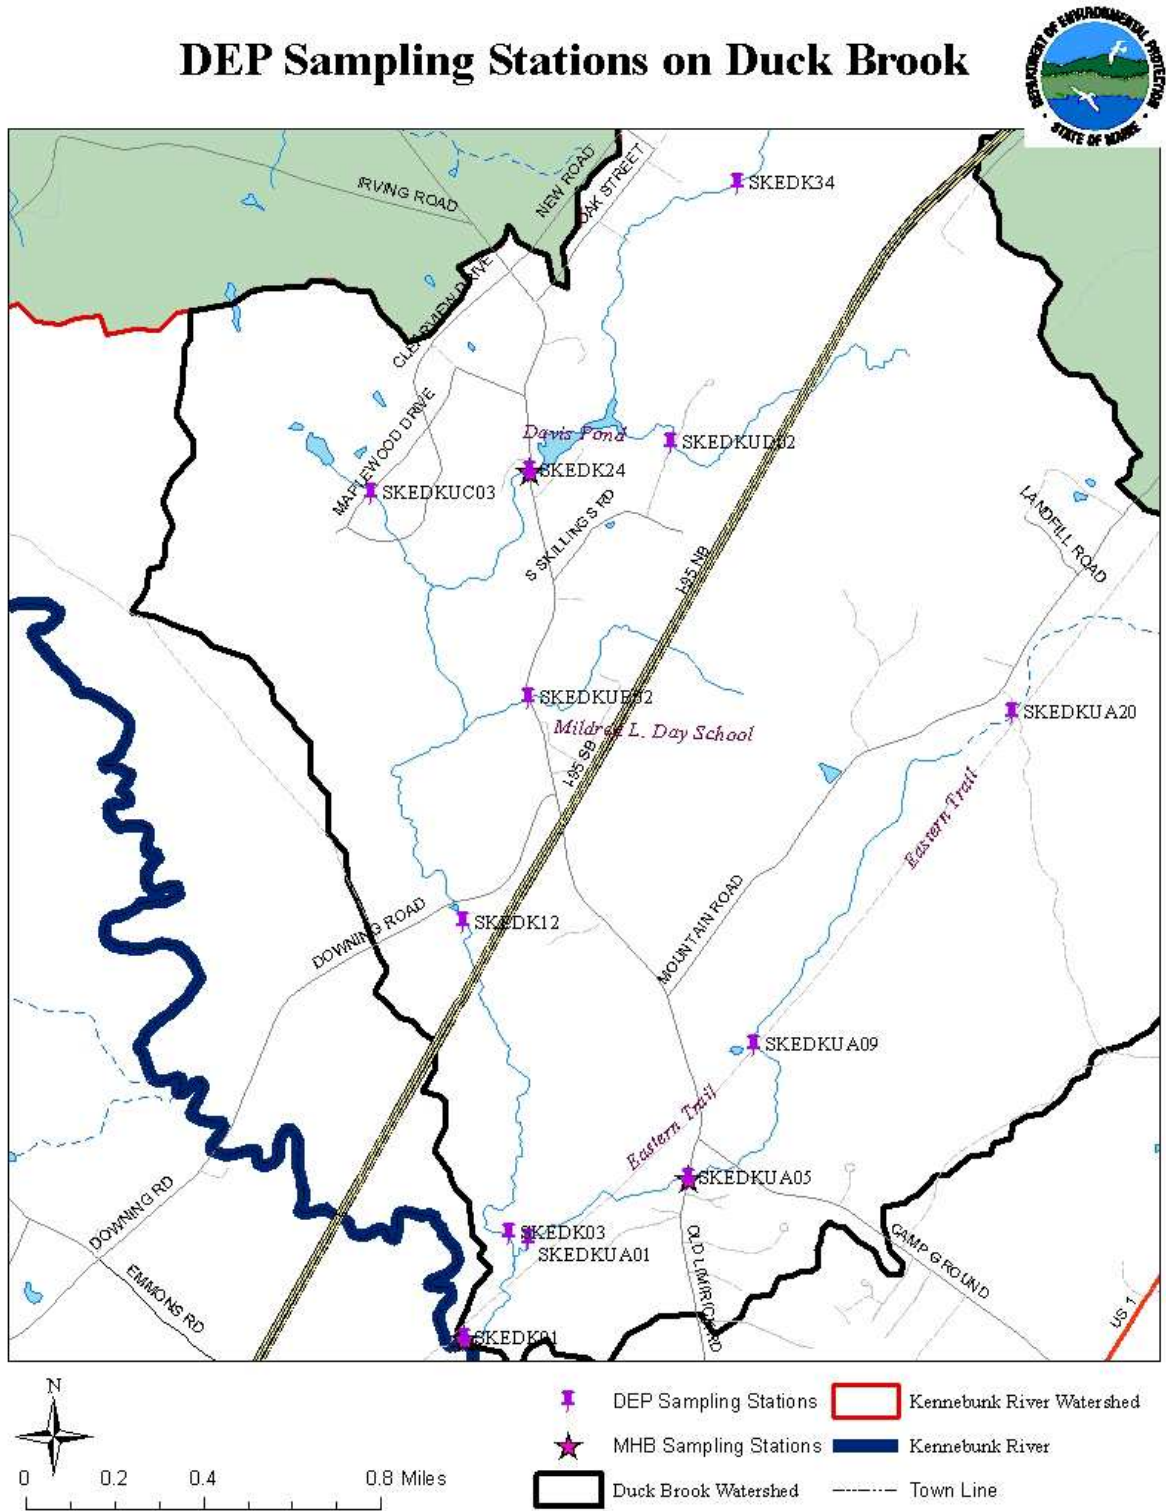 DEP Sampling Stations on Duck Brook
DEPARTMENT OF ENVIRONMENTAL PROTECTION
• STATE OF MAINE •
IRVING ROAD
NEW ROAD
OAK STREET
SKEDK34
CLEARVIEW DRIVE
MAPLEWOOD DRIVE
Davis Pond
SKEDKUD02
SKEDK24
SKEDKUC03
S SKILLINGS RD
LANDFILL ROAD
I-95 NB
SKEDKUB02
SKEDKUA20
Mildred L. Day School
I-95 SB
Eastern Trail
DOWNING ROAD
SKEDK12
MOUNTAIN ROAD
SKEDKUA09
Eastern Trail
SKEDKUA05
DOWNING RD
SKEDK03
SKEDKUA01
OLD LIMERICK RD
CAMP GROUND
EMMONS RD
US 1
SKEDK01
N
0 0.2 0.4 0.8 Miles
DEP Sampling Stations
Kennebunk River Watershed
MHB Sampling Stations
Kennebunk River
Duck Brook Watershed
Town Line